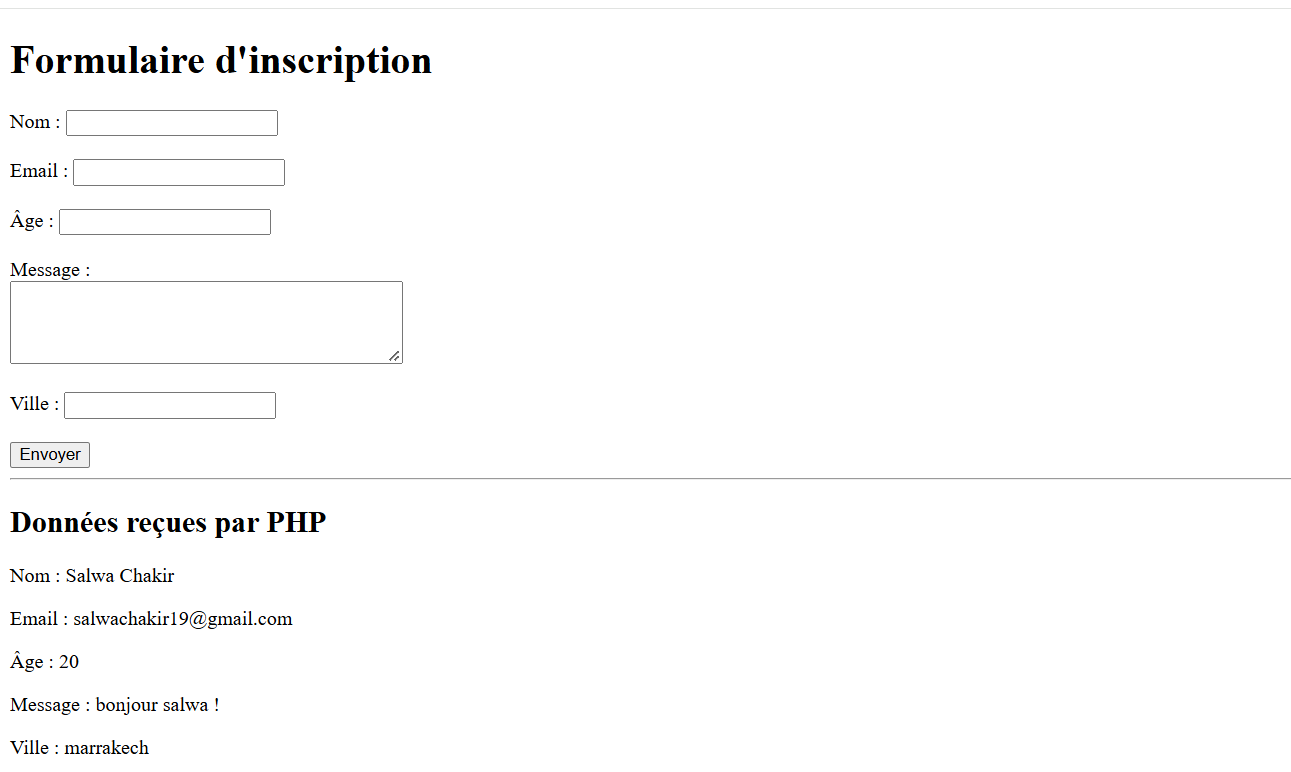 Formulaire d'inscription
Nom :
Email :
Âge :
Message :
Ville :
Envoyer
Données reçues par PHP
Nom : Salwa Chakir
Email : salwachakir19@gmail.com
Âge : 20
Message : bonjour salwa !
Ville : marrakech